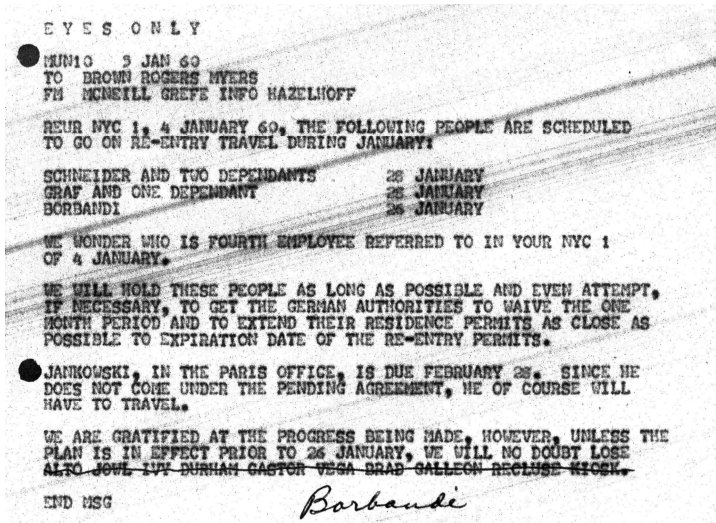 EYES ONLY
MUN10 5 JAN 60
TO BROWN ROGERS MYERS
FM MCNEILL GREFE INFO HAZELHOFF
REUR NYC 1, 4 JANUARY 60, THE FOLLOWING PEOPLE ARE SCHEDULED
TO GO ON RE-ENTRY TRAVEL DURING JANUARY:
SCHNEIDER AND TWO DEPENDANTS 28 JANUARY
GRAF AND ONE DEPENDANT 28 JANUARY
BORBANDI 26 JANUARY
WE WONDER WHO IS FOURTH EMPLOYEE REFERRED TO IN YOUR NYC 1
OF 4 JANUARY.
WE WILL HOLD THESE PEOPLE AS LONG AS POSSIBLE AND EVEN ATTEMPT,
IF NECESSARY, TO GET THE GERMAN AUTHORITIES TO WAIVE THE ONE
MONTH PERIOD AND TO EXTEND THEIR RESIDENCE PERMITS AS CLOSE AS
POSSIBLE TO EXPIRATION DATE OF THE RE-ENTRY PERMITS.
JANKOWSKI, IN THE PARIS OFFICE, IS DUE FEBRUARY 28. SINCE HE
DOES NOT COME UNDER THE PENDING AGREEMENT, HE OF COURSE WILL
HAVE TO TRAVEL.
WE ARE GRATIFIED AT THE PROGRESS BEING MADE, HOWEVER, UNLESS THE
PLAN IS IN EFFECT PRIOR TO 26 JANUARY, WE WILL NO DOUBT LOSE
ALTO JOWL IVY DURHAM CASTOR VEGA BRAD GALLEON RECLUSE KIOSK.
END MSG Borbandi